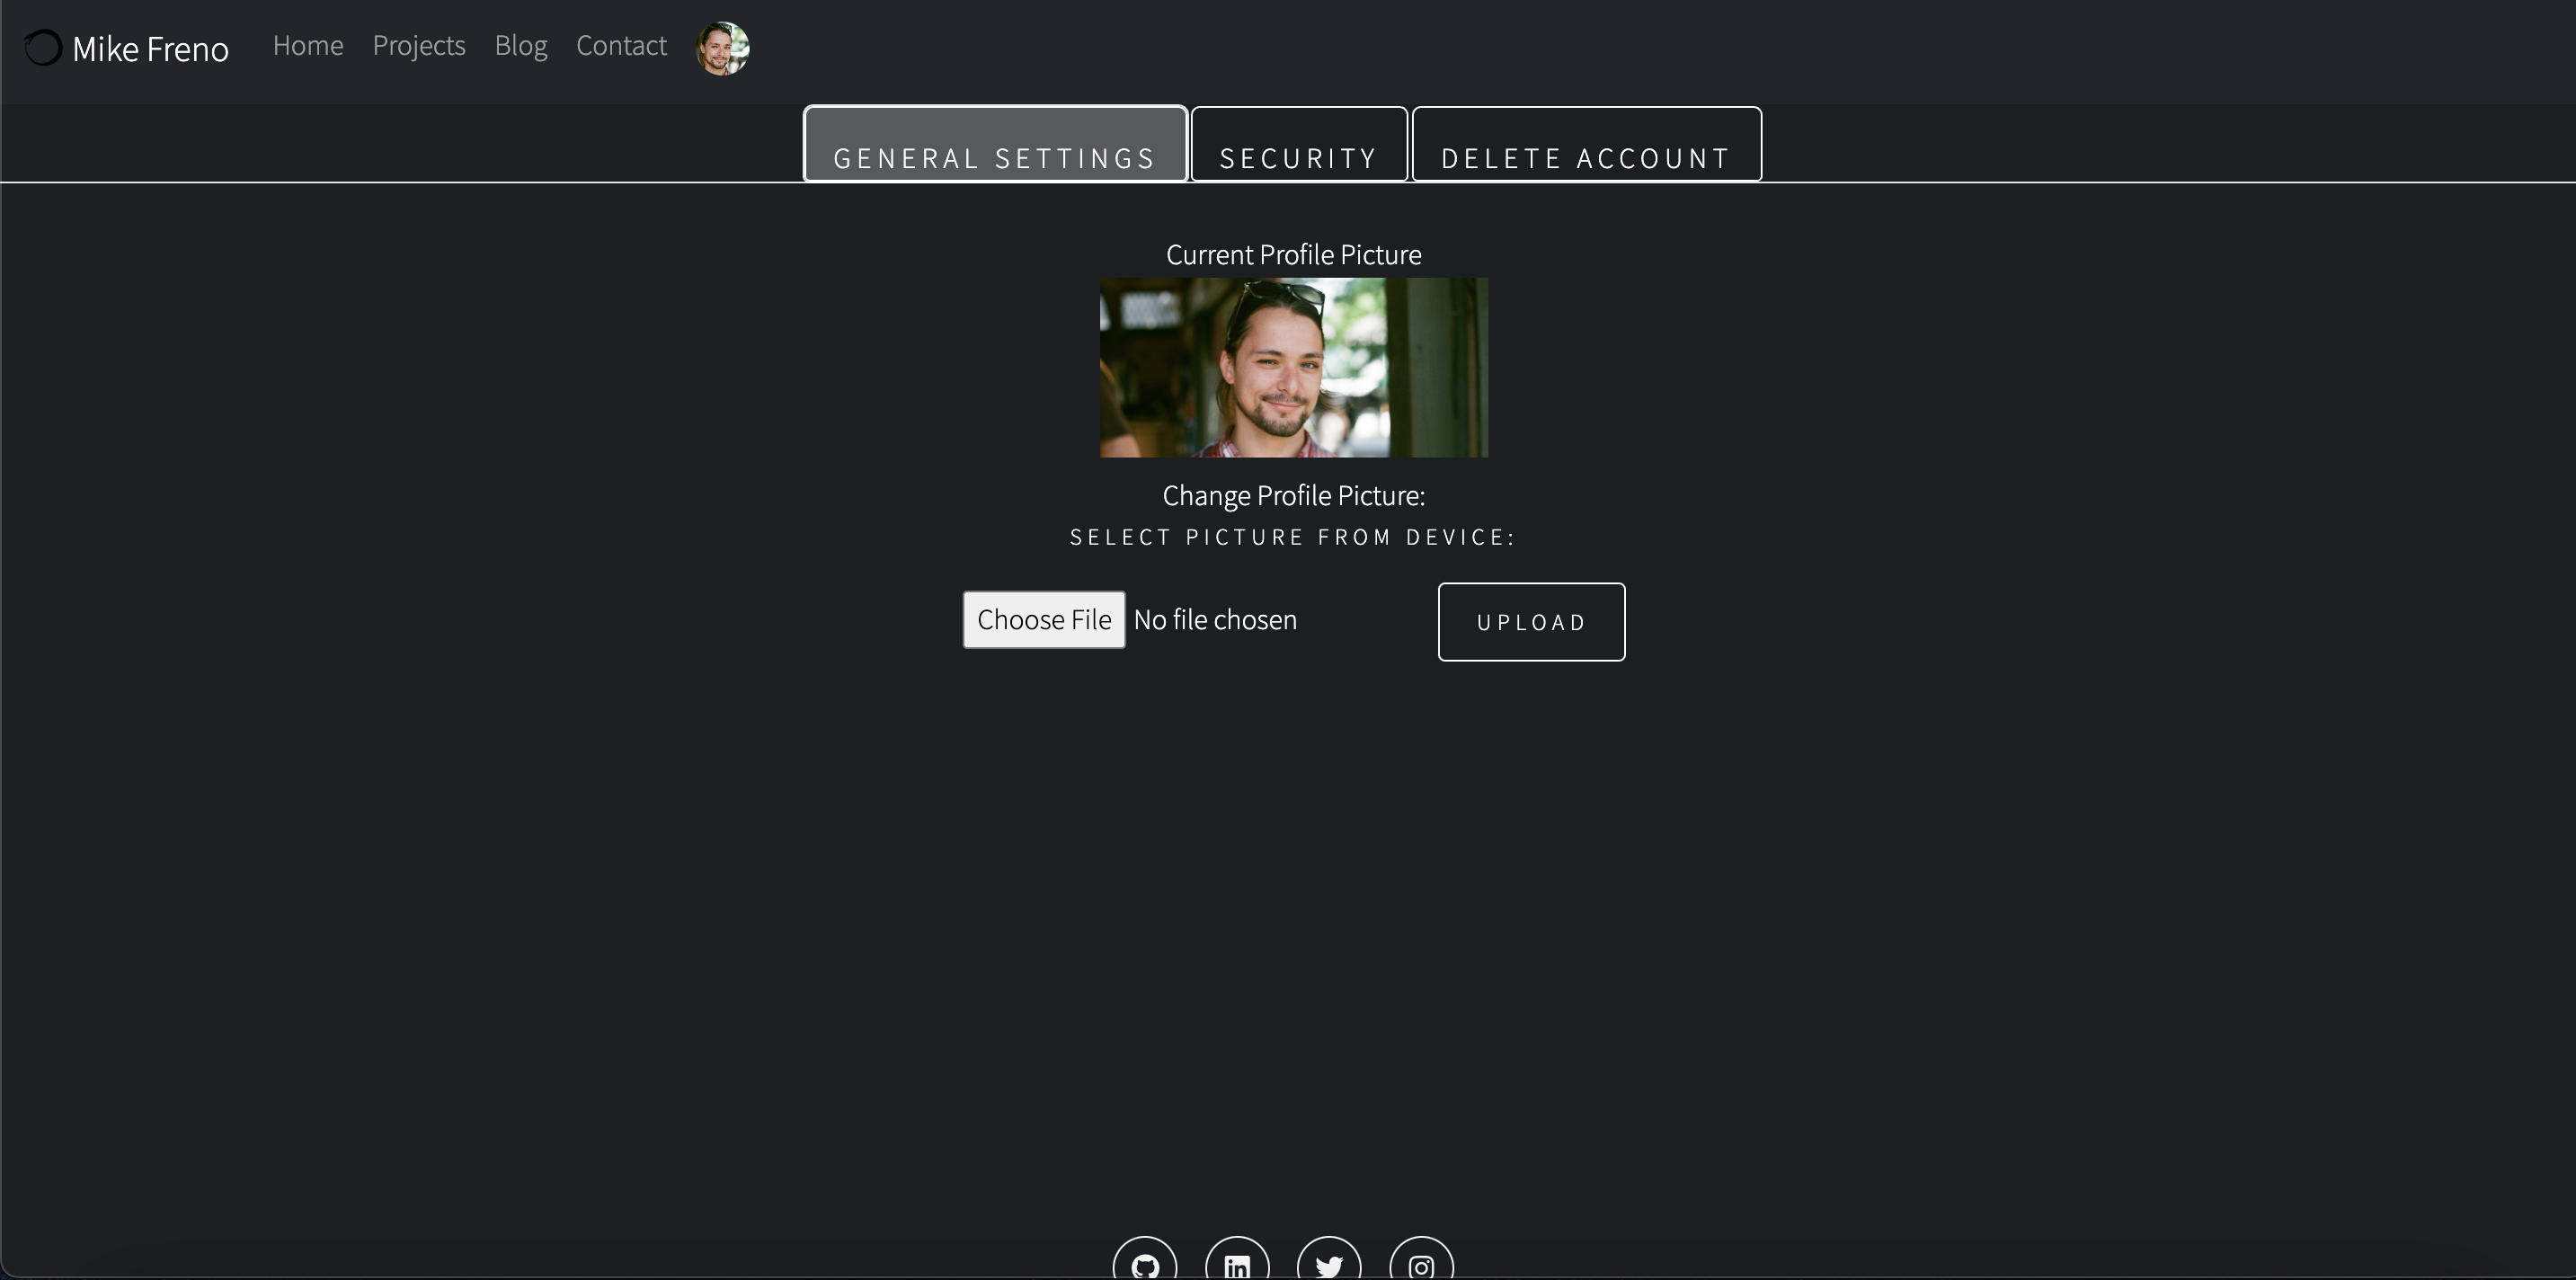 Mike Freno Home Projects Blog Contact
GENERAL SETTINGS SECURITY DELETE ACCOUNT
Current Profile Picture
Change Profile Picture:
SELECT PICTURE FROM DEVICE:
Choose File No file chosen UPLOAD
in